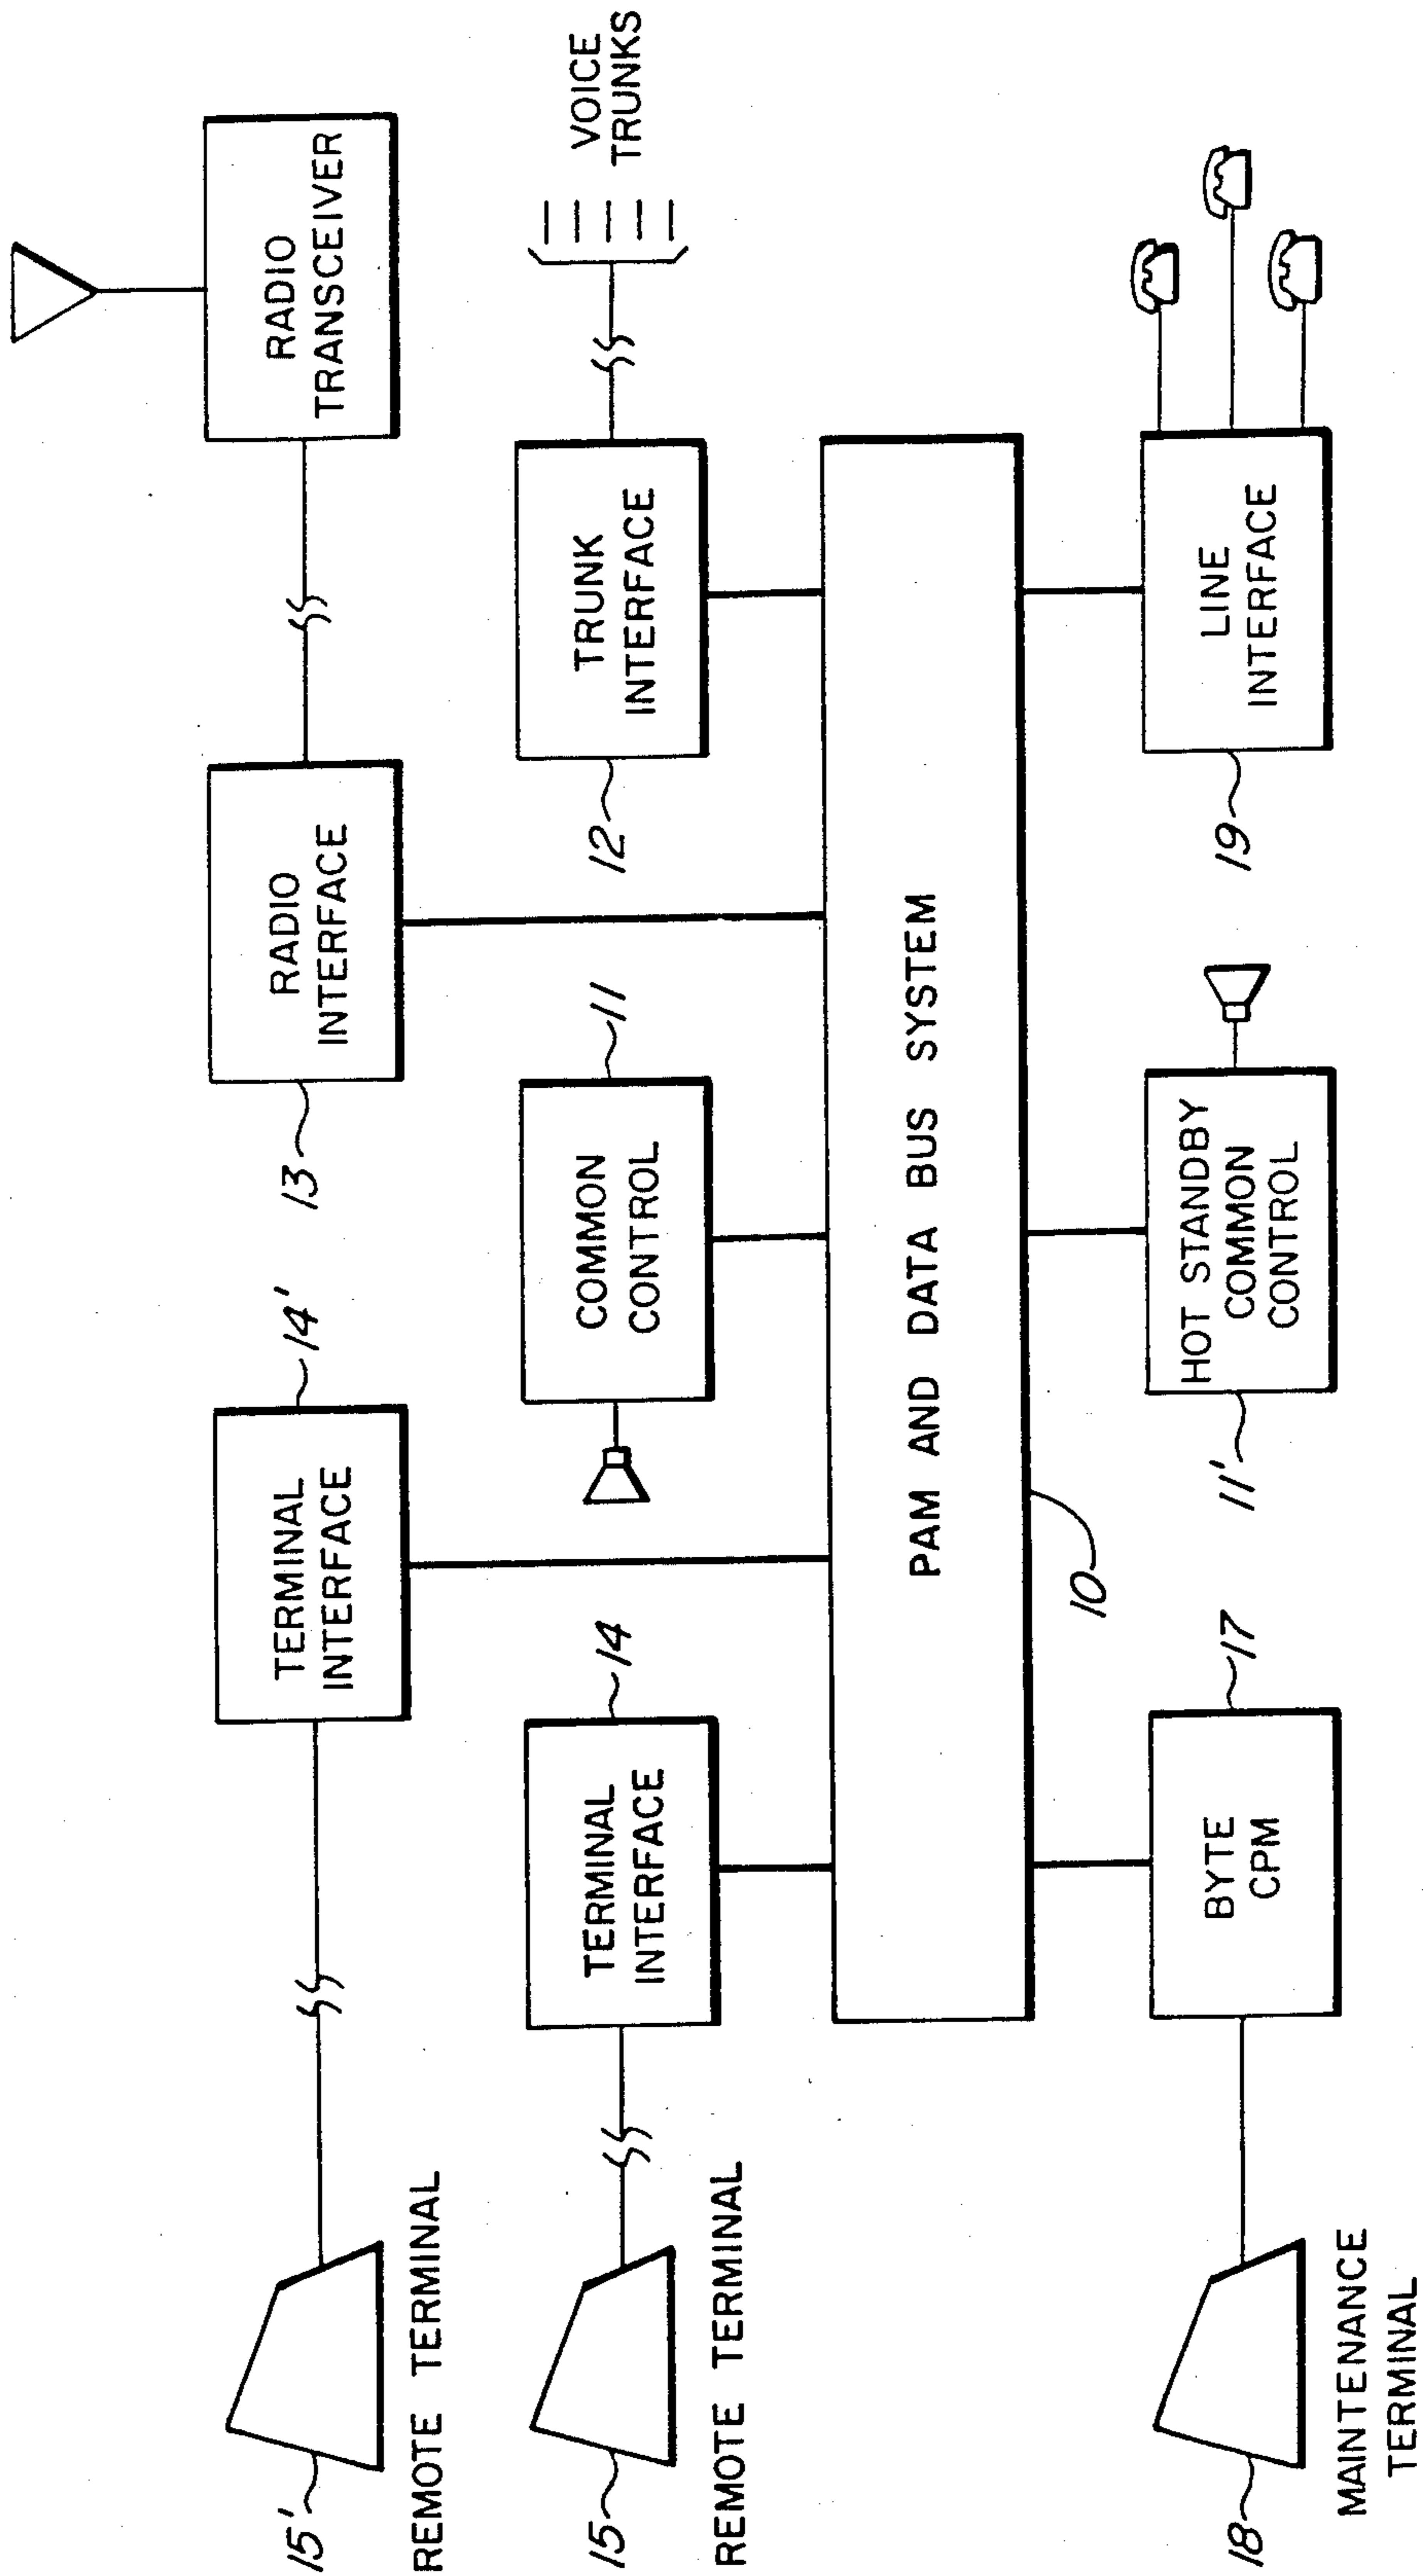 RADIO
TRANSCEIVER
RADIO
INTERFACE
13
TERMINAL
INTERFACE
14'
15'
REMOTE TERMINAL
VOICE
TRUNKS
TRUNK
INTERFACE
12
COMMON
CONTROL
11
TERMINAL
INTERFACE
14
15
REMOTE TERMINAL
PAM AND DATA BUS SYSTEM
10
LINE
INTERFACE
19
HOT STANDBY
COMMON
CONTROL
11'
BYTE
CPM
17
18
MAINTENANCE
TERMINAL